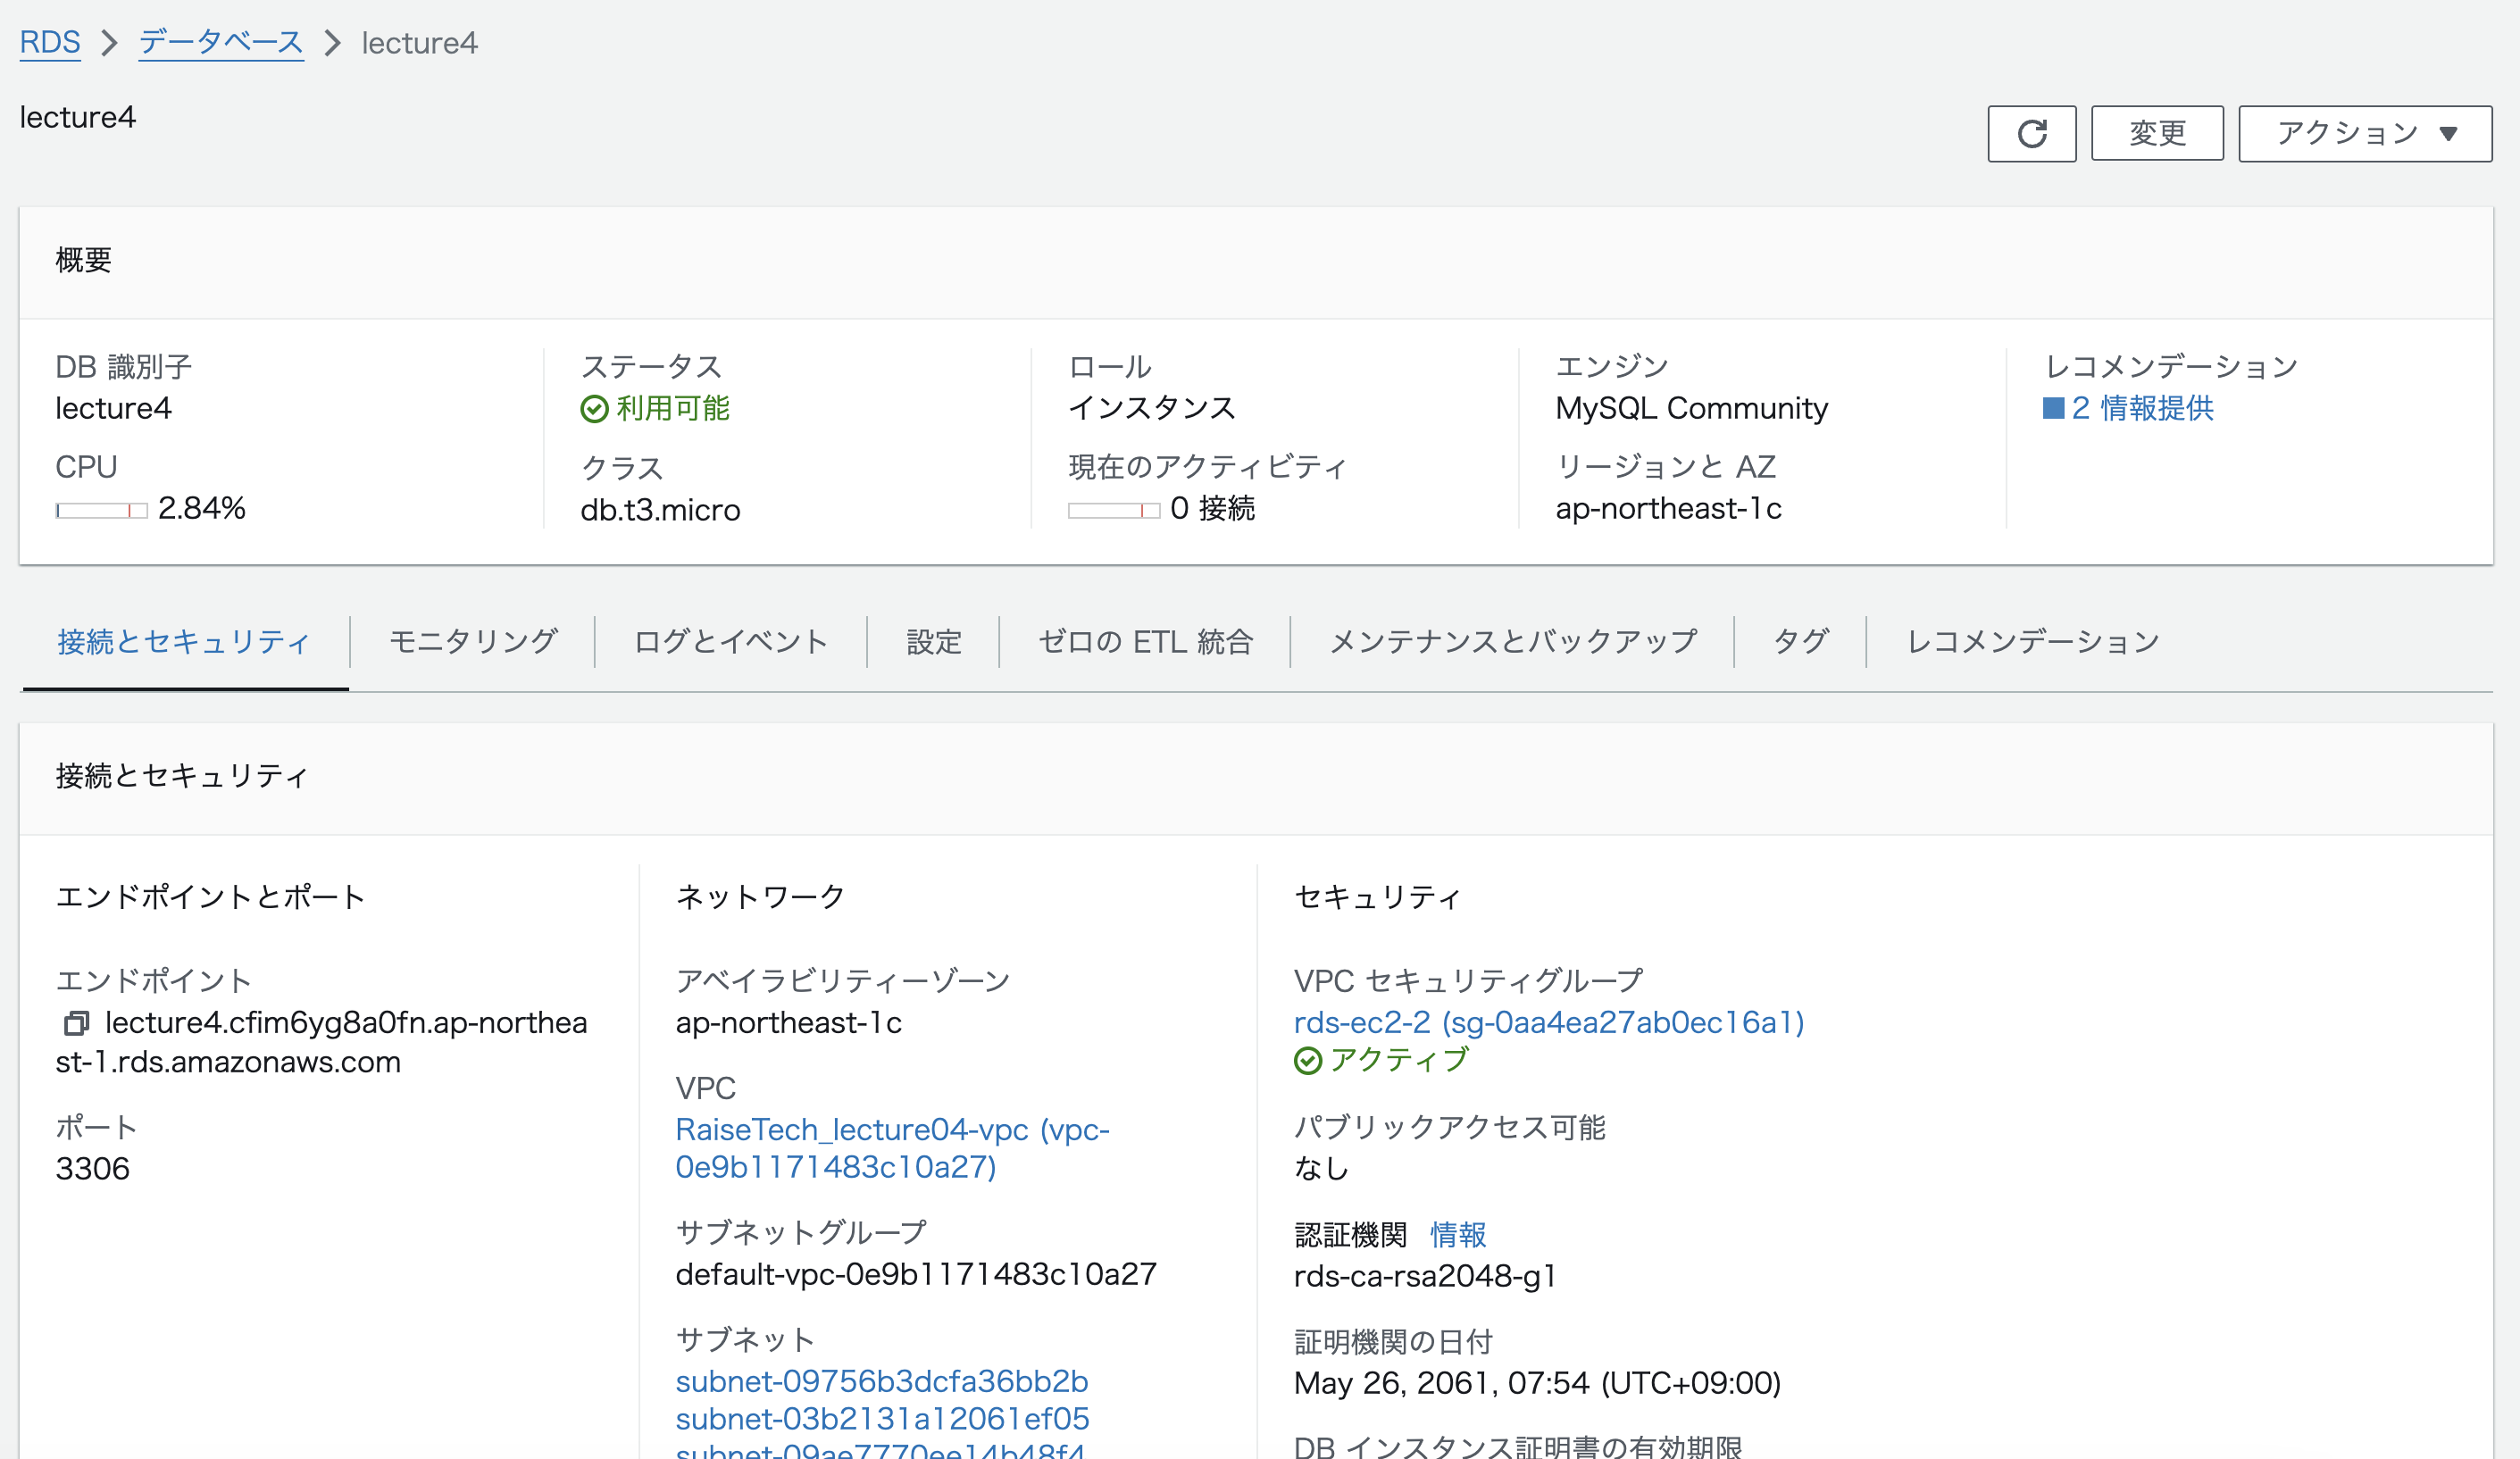 RDS > データベース > lecture4
lecture4
変更
アクション ▼
概要
DB 識別子
lecture4
CPU
2.84%
ステータス
利用可能
クラス
db.t3.micro
ロール
インスタンス
現在のアクティビティ
0 接続
エンジン
MySQL Community
リージョンと AZ
ap-northeast-1c
レコメンデーション
2 情報提供
接続とセキュリティ
モニタリング
ログとイベント
設定
ゼロの ETL 統合
メンテナンスとバックアップ
タグ
レコメンデーション
接続とセキュリティ
エンドポイントとポート
エンドポイント
lecture4.cfim6yg8a0fn.ap-northea
st-1.rds.amazonaws.com
ポート
3306
ネットワーク
アベイラビリティーゾーン
ap-northeast-1c
VPC
RaiseTech_lecture04-vpc (vpc-
0e9b1171483c10a27)
サブネットグループ
default-vpc-0e9b1171483c10a27
サブネット
subnet-09756b3dcfa36bb2b
subnet-03b2131a12061ef05
subnet-09ae7770ee14b48f4
セキュリティ
VPC セキュリティグループ
rds-ec2-2 (sg-0aa4ea27ab0ec16a1)
アクティブ
パブリックアクセス可能
なし
認証機関 情報
rds-ca-rsa2048-g1
証明機関の日付
May 26, 2061, 07:54 (UTC+09:00)
DB インスタンス証明書の有効期限